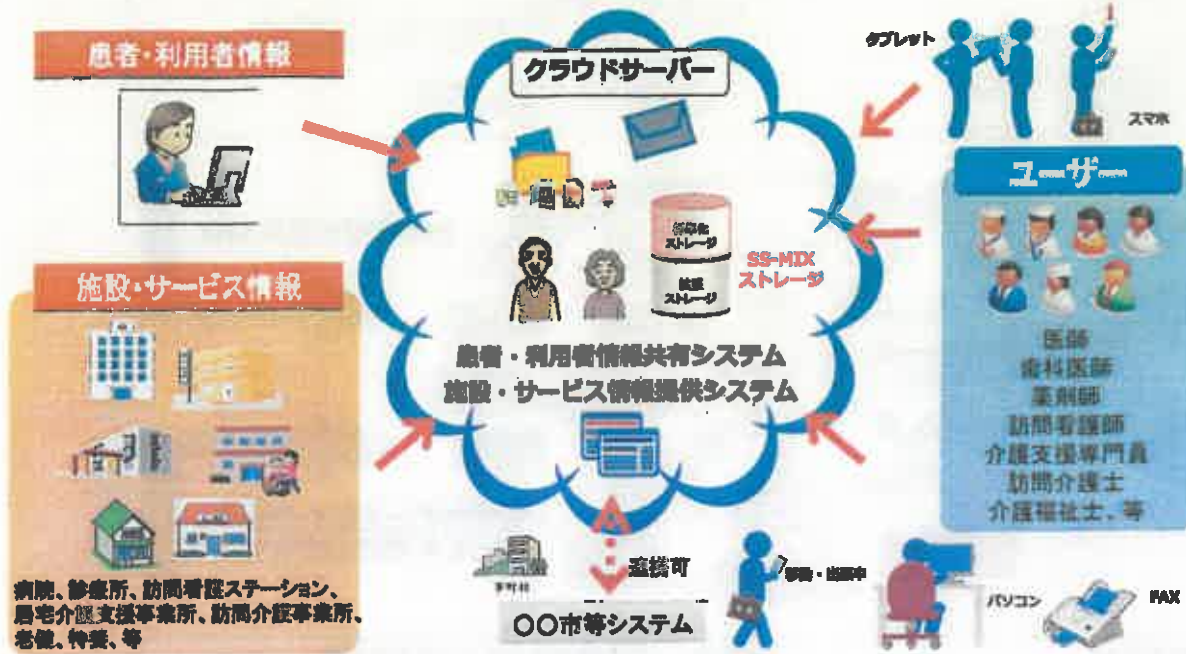 患者・利用者情報
クラウドサーバー
タブレット
スマホ
ユーザー
標準化
ストレージ
SS-MIX
ストレージ
ストレージ
施設・サービス情報
患者・利用者情報共有システム
施設・サービス情報提供システム
医師
歯科医師
薬剤師
訪問看護師
介護支援専門員
訪問介護士
介護福祉士、等
病院、診療所、訪問看護ステーション、
居宅介護支援事業所、訪問介護事業所、
老健、特養、等
市町村
連携可
〇〇市等システム
移動・出張中
パソコン
FAX